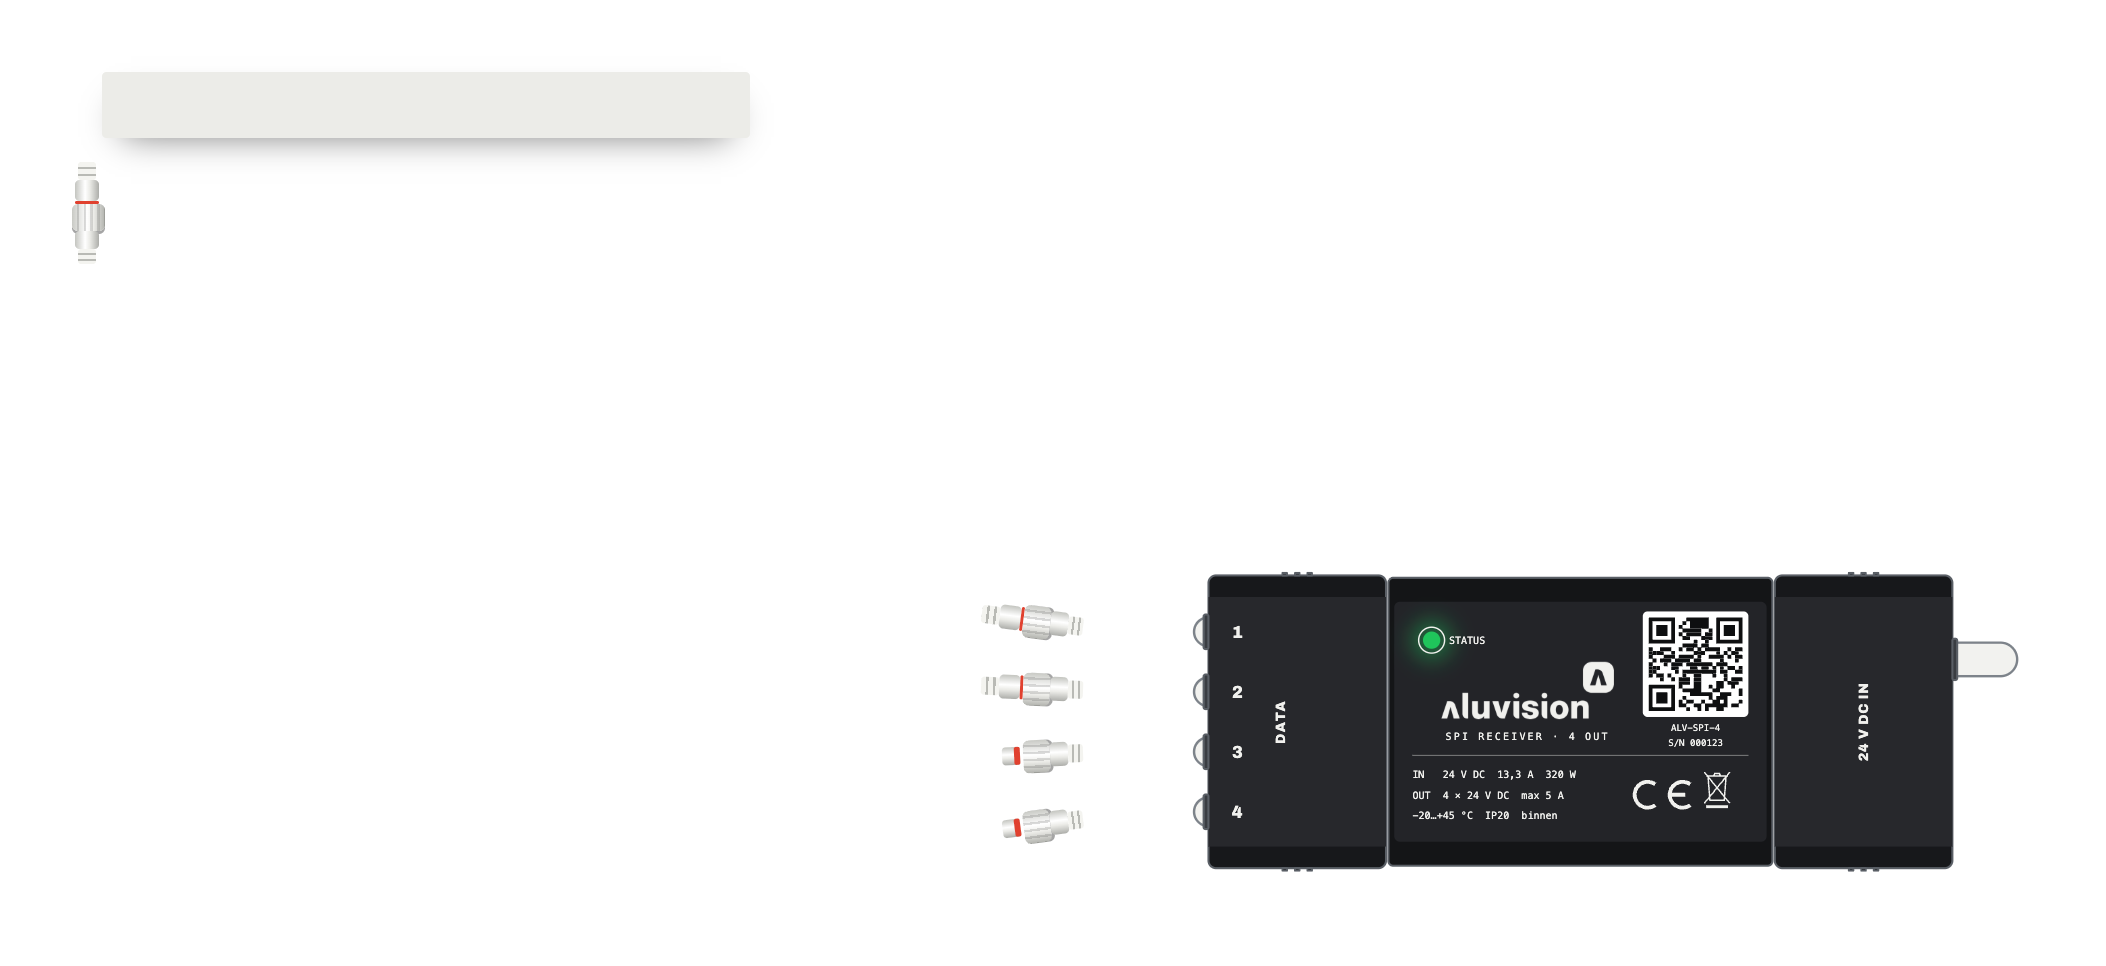 1
2
3
4
DATA
STATUS
aluvision
SPI RECEIVER · 4 OUT
ALV-SPI-4
S/N 000123
IN 24 V DC 13,3 A 320 W
OUT 4 × 24 V DC max 5 A
−20…+45 °C IP20 binnen
CE
24 V DC IN